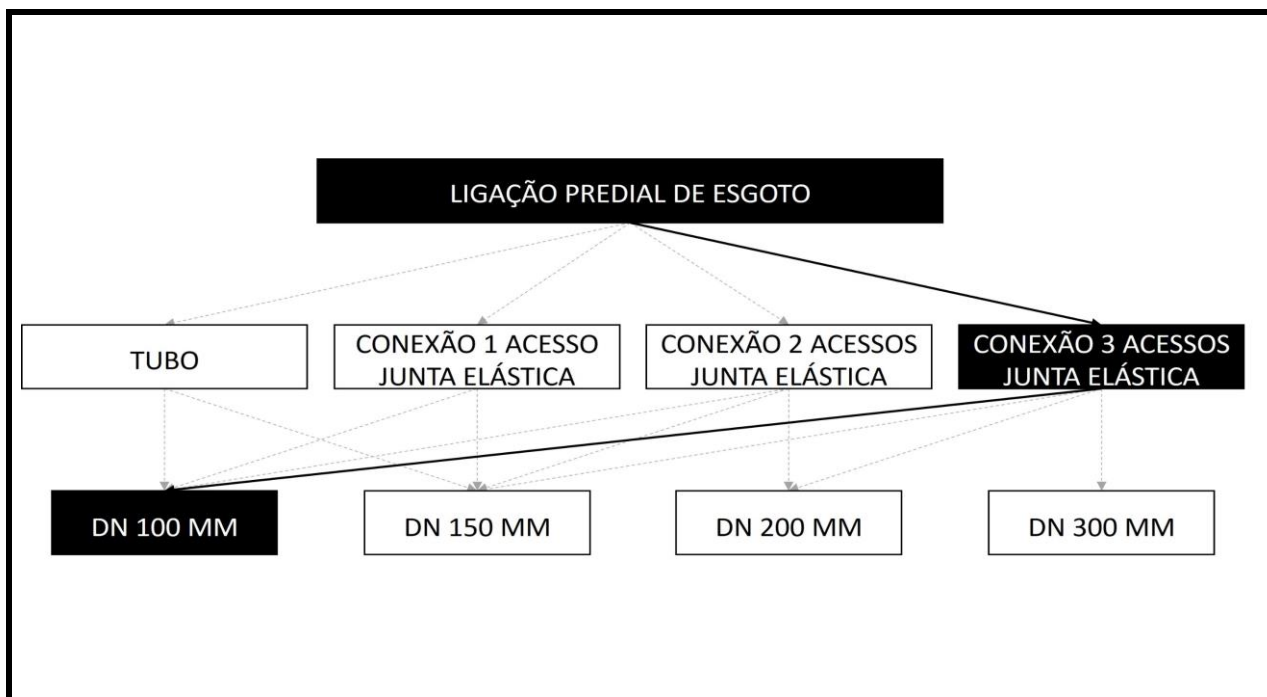 LIGAÇÃO PREDIAL DE ESGOTO
TUBO
CONEXÃO 1 ACESSO
JUNTA ELÁSTICA
CONEXÃO 2 ACESSOS
JUNTA ELÁSTICA
CONEXÃO 3 ACESSOS
JUNTA ELÁSTICA
DN 100 MM
DN 150 MM
DN 200 MM
DN 300 MM